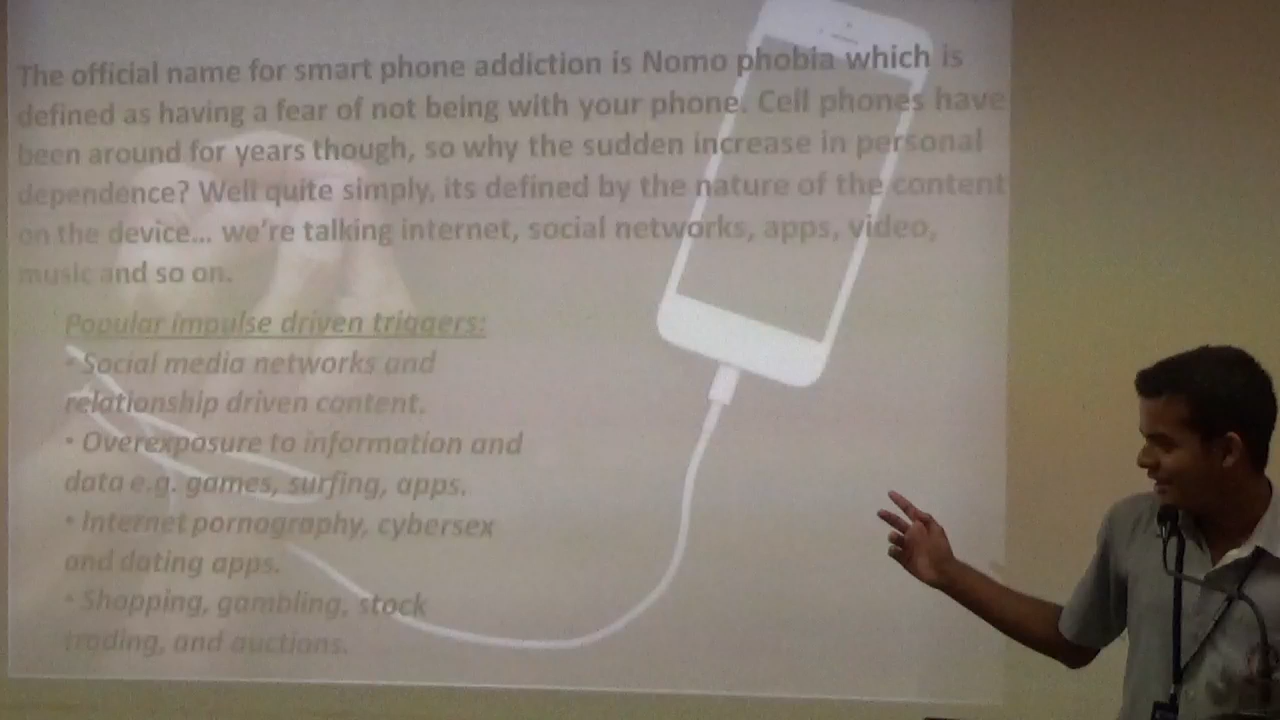 The official name for smart phone addiction is Nomo phobia which is
defined as having a fear of not being with your phone. Cell phones have
been around for years though, so why the sudden increase in personal
dependence? Well quite simply, its defined by the nature of the content
on the device... we're talking internet, social networks, apps, video,
music and so on.
Popular impulse driven triggers:
• Social media networks and
relationship driven content.
• Overexposure to information and
data e.g. games, surfing, apps.
• Internet pornography, cybersex
and dating apps.
• Shopping, gambling, stock
trading, and auctions.